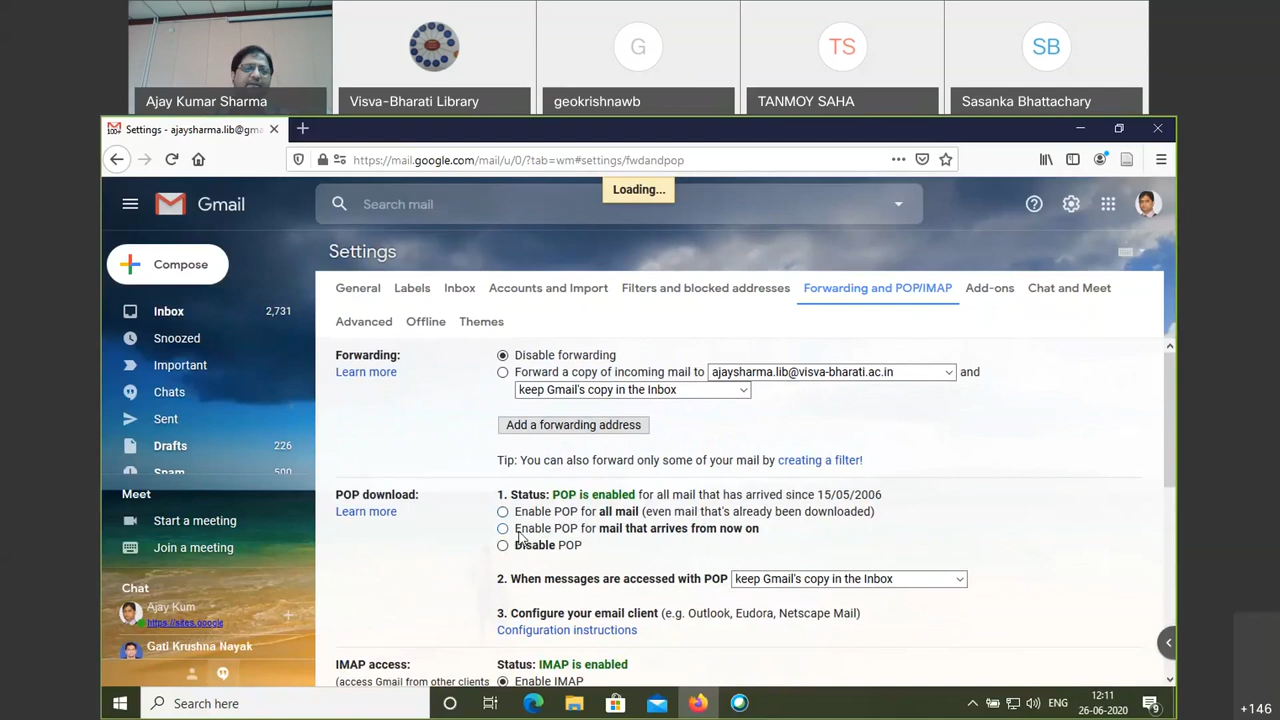 G
TS
SB
Ajay Kumar Sharma
Visva-Bharati Library
geokrishnawb
TANMOY SAHA
Sasanka Bhattachary
100+
Settings - ajaysharma.lib@gma
https://mail.google.com/mail/u/0/?tab=wm#settings/fwdandpop
Loading...
Gmail
Search mail
Settings
Compose
General Labels Inbox Accounts and Import Filters and blocked addresses Forwarding and POP/IMAP Add-ons Chat and Meet
Advanced Offline Themes
Inbox 2,731
Snoozed
Important
Chats
Sent
Drafts 226
Spam 500
Meet
Start a meeting
Join a meeting
Chat
Ajay Kum
https://sites.google
Gati Krushna Nayak
Forwarding:
Learn more
Disable forwarding
Forward a copy of incoming mail to ajaysharma.lib@visva-bharati.ac.in and
keep Gmail's copy in the Inbox
Add a forwarding address
Tip: You can also forward only some of your mail by creating a filter!
POP download:
Learn more
1. Status: POP is enabled for all mail that has arrived since 15/05/2006
Enable POP for all mail (even mail that's already been downloaded)
Enable POP for mail that arrives from now on
Disable POP
2. When messages are accessed with POP keep Gmail's copy in the Inbox
3. Configure your email client (e.g. Outlook, Eudora, Netscape Mail)
Configuration instructions
IMAP access:
(access Gmail from other clients
Status: IMAP is enabled
Enable IMAP
Search here
ENG
12:11
26-06-2020
9
+146